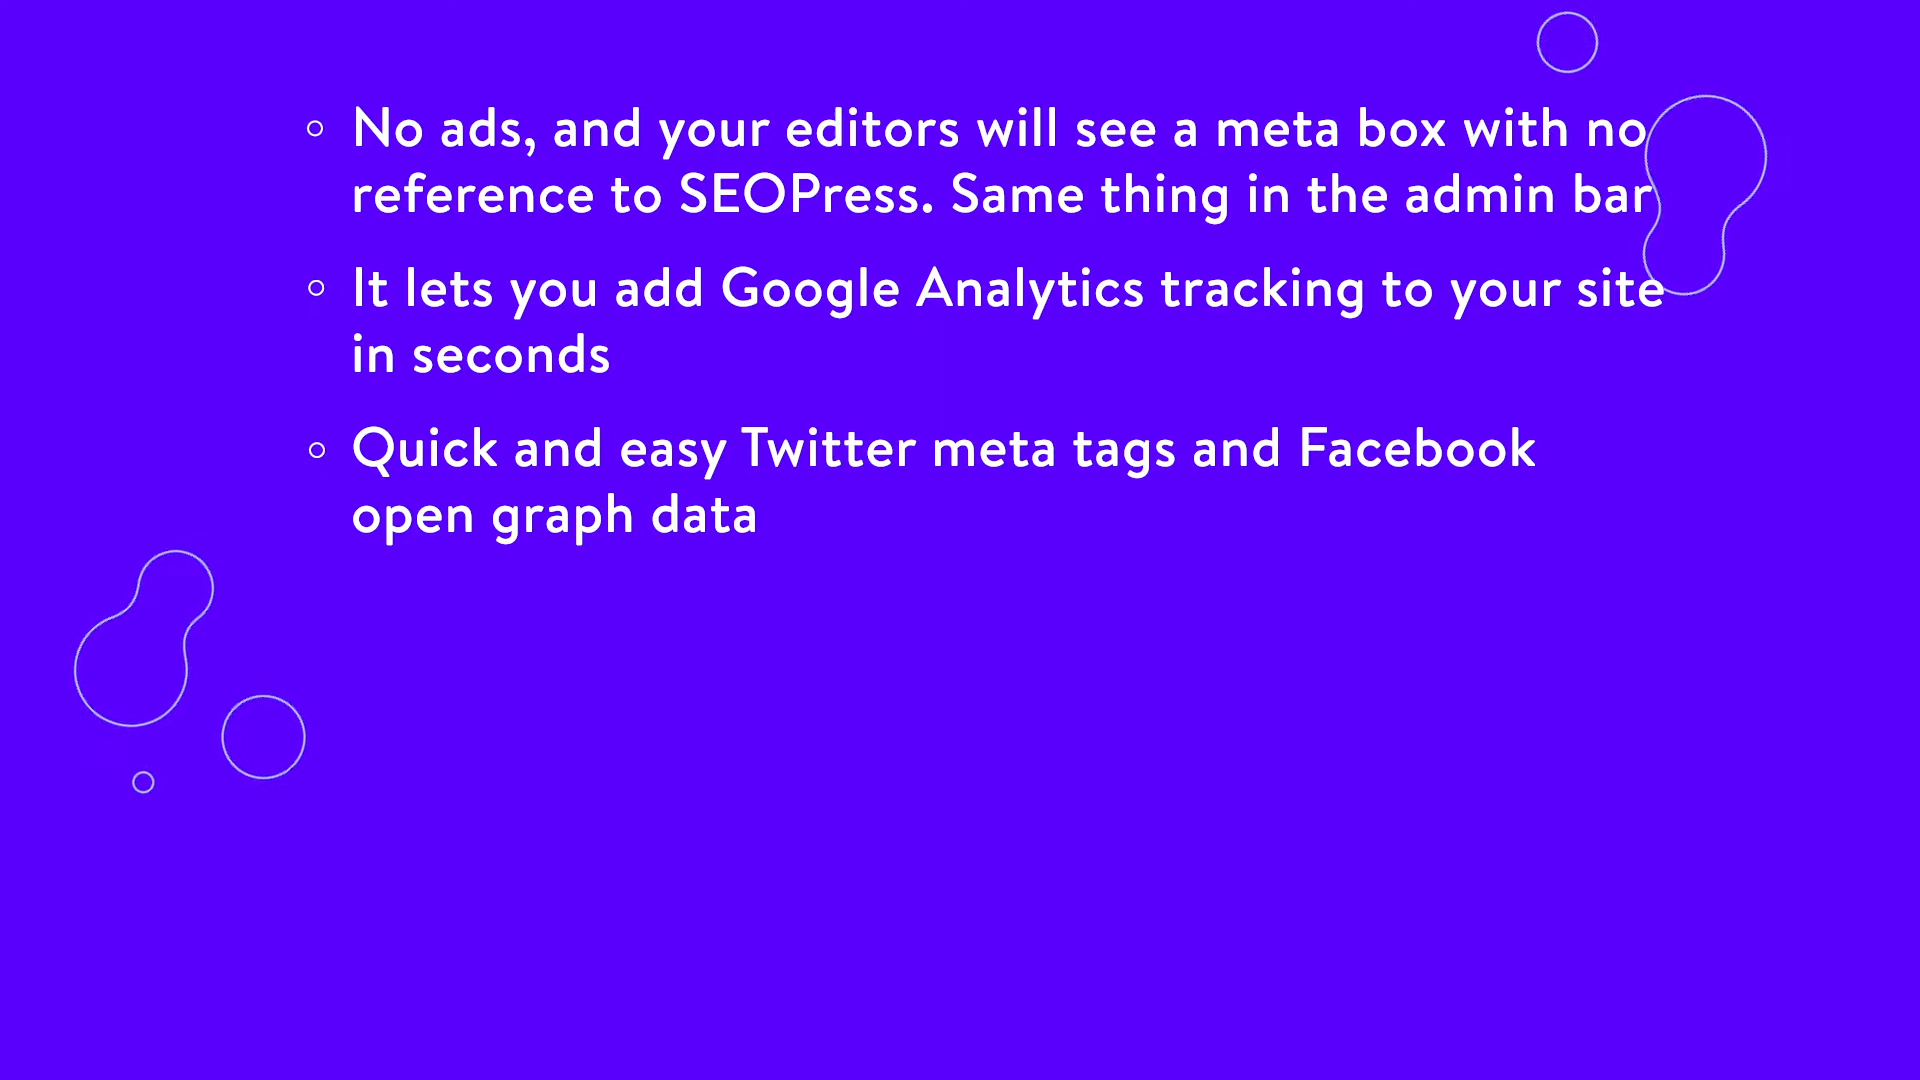 No ads, and your editors will see a meta box with no
reference to SEOPress. Same thing in the admin bar
It lets you add Google Analytics tracking to your site
in seconds
Quick and easy Twitter meta tags and Facebook
open graph data